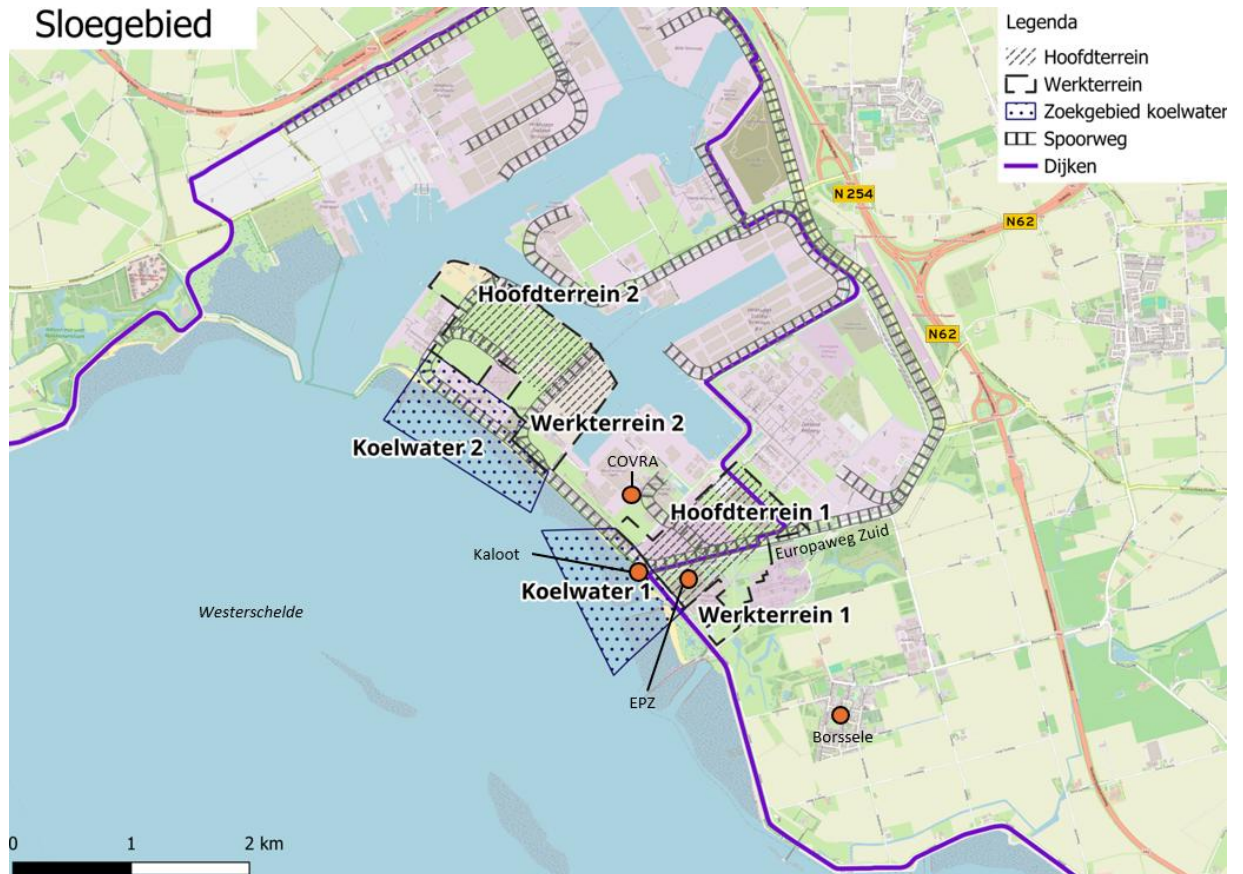 Sloegebied
Legenda
Hoofdterrein
Werkterrein
Zoekgebied koelwater
Spoorweg
Dijken
N 254
N62
N62
Hoofdterrein 2
Werkterrein 2
Koelwater 2
COVRA
Hoofdterrein 1
Europaweg Zuid
Kaloot
Koelwater 1
Werkterrein 1
Westerschelde
EPZ
Borssele
0 1 2 km